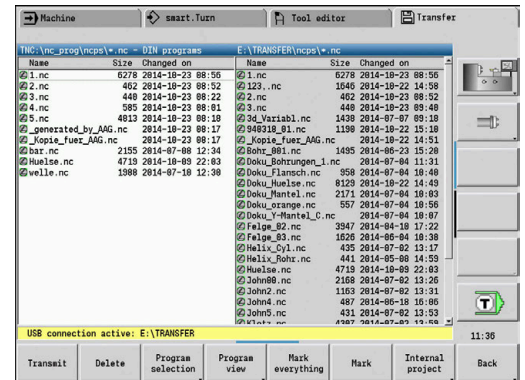 Machine smart.Turn Tool editor Transfer
TNC:\nc_prog\ncps\*.nc - DIN programs
Name Size Changed on
1.nc 6278 2014-10-23 08:56
2.nc 462 2014-10-23 08:52
3.nc 440 2014-10-23 08:22
4.nc 585 2014-10-23 08:01
5.nc 4813 2014-10-23 08:18
_generated_by_AAG.nc 2014-10-23 08:17
_Kopie_fuer_AAG.nc 2014-10-23 08:17
bar.nc 2155 2014-07-08 12:34
Huelse.nc 4719 2014-10-09 22:03
welle.nc 1988 2014-07-10 12:30
E:\TRANSFER\ncps\*.nc
Name Size Changed on
1.nc 6278 2014-10-23 08:56
123..nc 1646 2014-10-22 14:58
2.nc 462 2014-10-23 08:52
3.nc 440 2014-10-23 09:40
3d_Variabl.nc 1438 2014-07-07 09:10
940318_01.nc 1198 2014-10-22 15:10
_Kopie_fuer_AAG.nc 2014-10-22 14:51
Bohr_001.nc 1495 2014-06-23 15:20
Doku_Bohrungen_1.nc 2014-07-04 11:31
Doku_Flansch.nc 958 2014-07-04 10:40
Doku_Huelse.nc 8129 2014-10-22 14:49
Doku_Mantel.nc 2171 2014-07-04 10:03
Doku_orange.nc 557 2014-07-04 10:56
Doku_Y-Mantel_C.nc 2014-07-04 10:07
Felge_02.nc 3947 2014-04-10 17:22
Felge_03.nc 1626 2014-06-04 10:38
Helix_Cyl.nc 435 2014-07-02 13:17
Helix_Rohr.nc 441 2014-05-08 14:59
Huelse.nc 4719 2014-10-09 22:03
John00.nc 2168 2014-07-02 13:26
John2.nc 1163 2014-07-02 13:31
John4.nc 487 2014-06-18 16:06
John5.nc 431 2014-07-02 13:53
Klotz.nc 4307 2014-07-02 13:59
USB connection active: E:\TRANSFER
T
11:36
Transmit Delete Program selection Program view Mark everything Mark Internal program Back